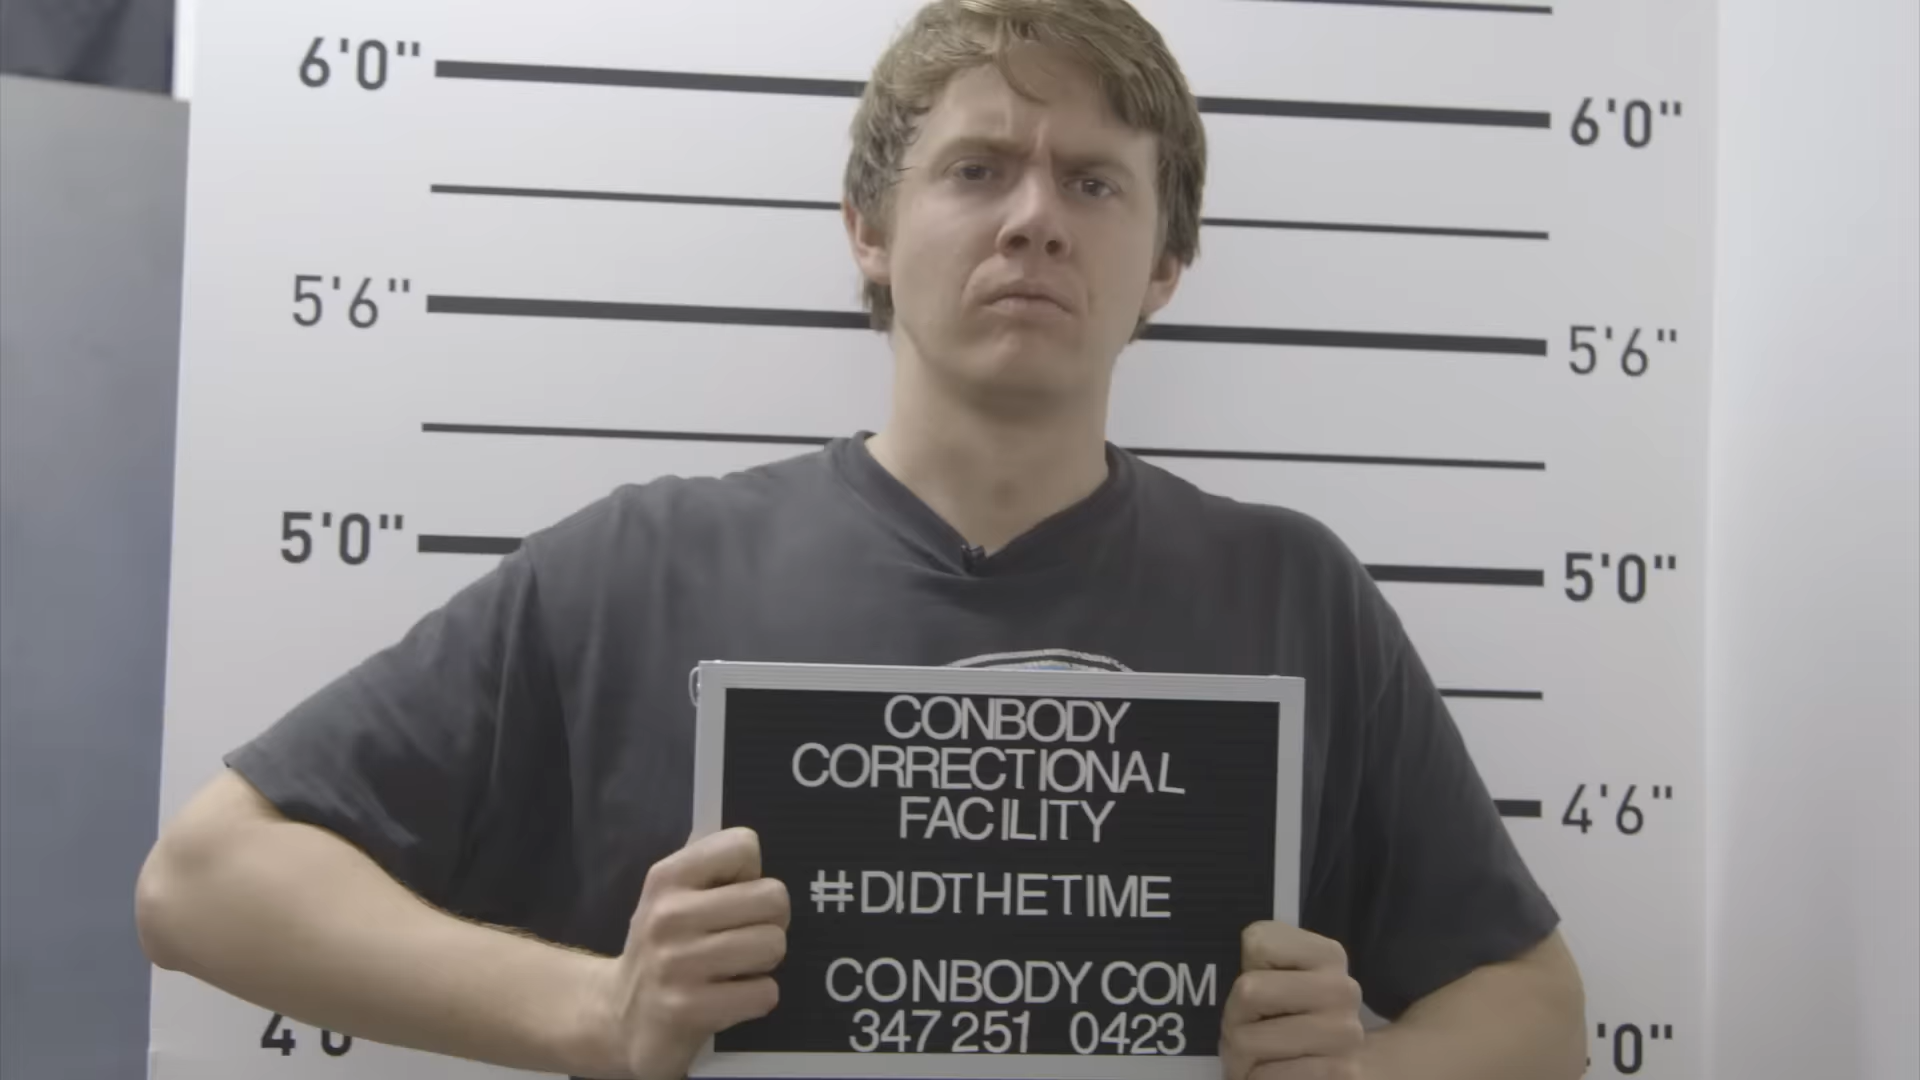 6'0" 6'0"
5'6" 5'6"
5'0" 5'0"
4'6"
CONBODY
CORRECTIONAL
FACILITY
#DIDTHETIME
CONBODY COM
347 251 0423